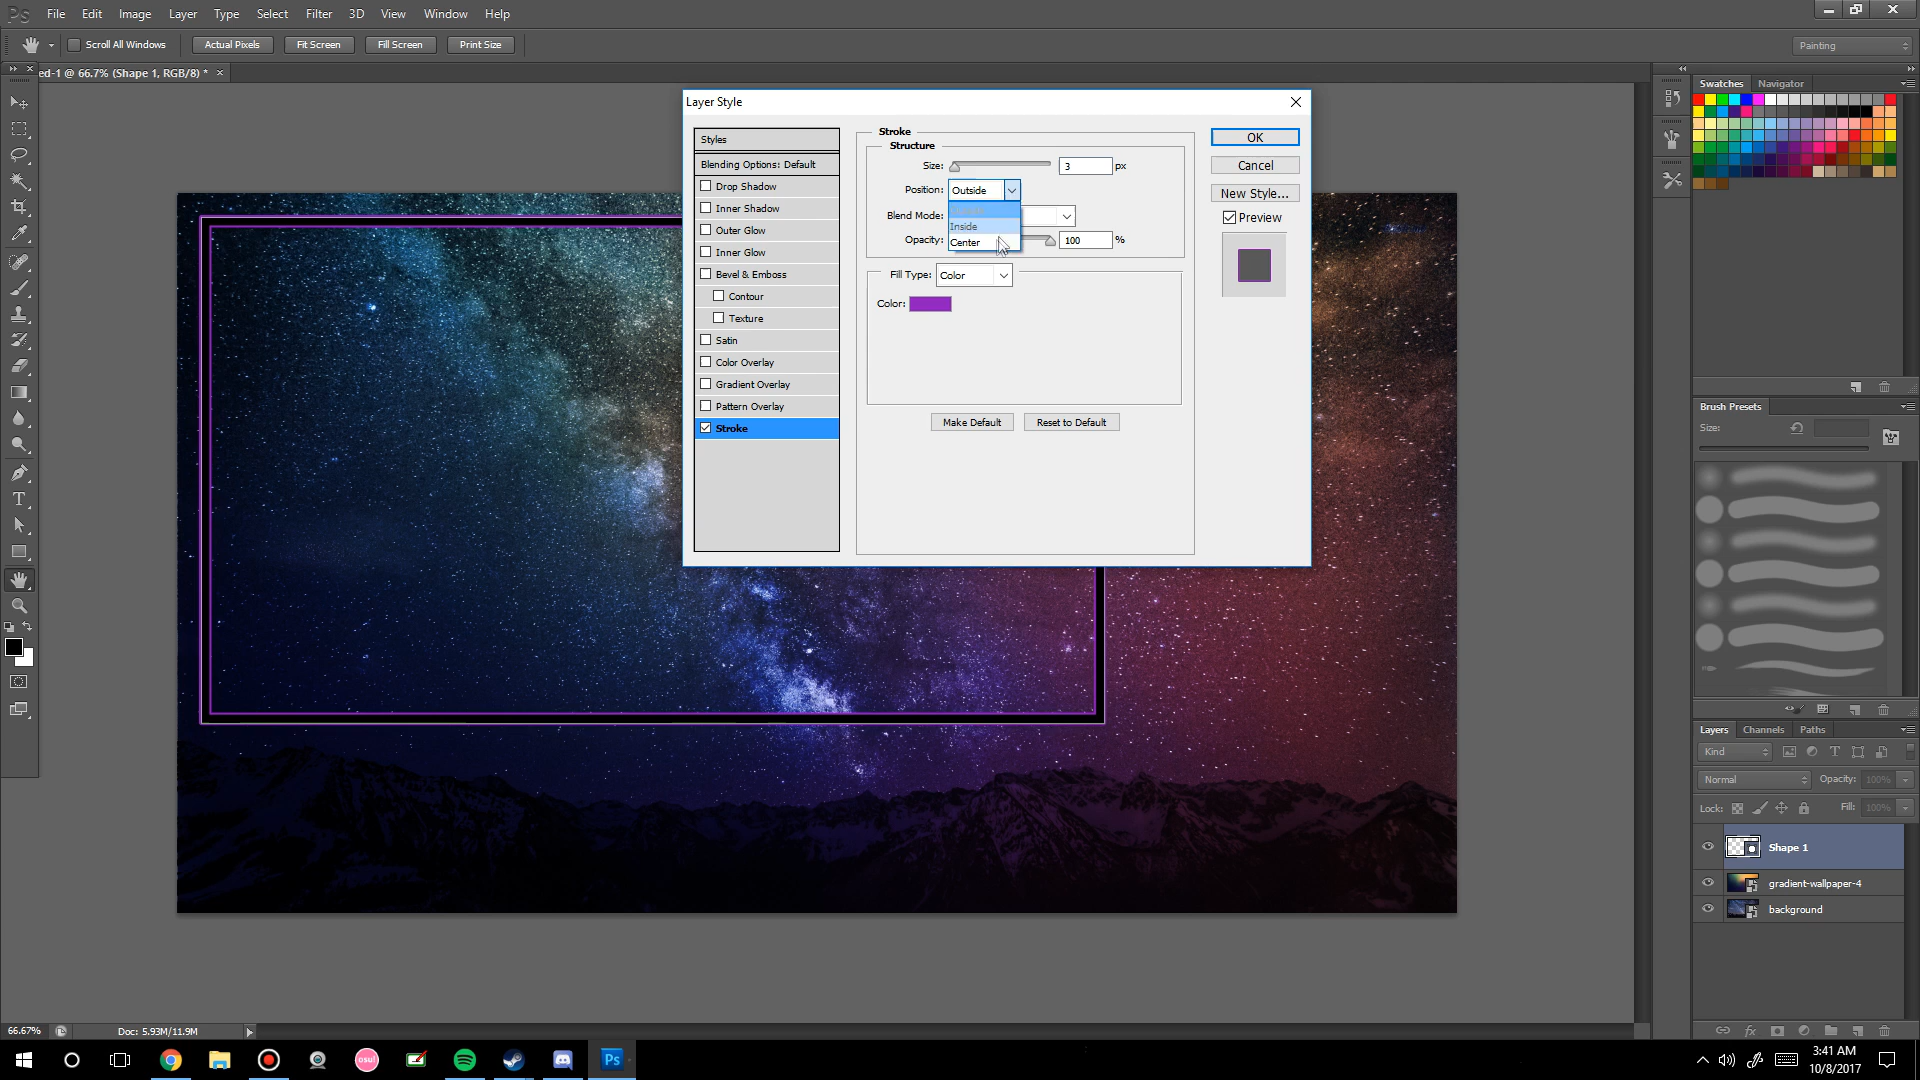 Ps File Edit Image Layer Type Select Filter 3D View Window Help
Scroll All Windows Actual Pixels Fit Screen Fill Screen Print Size Painting
ed-1 @ 66.7% (Shape 1, RGB/8) * ×
Swatches Navigator
Layer Style
Styles
Blending Options: Default
Drop Shadow
Inner Shadow
Outer Glow
Inner Glow
Bevel & Emboss
Contour
Texture
Satin
Color Overlay
Gradient Overlay
Pattern Overlay
Stroke
Stroke
Structure
Size: 3 px
Position: Outside
Inside
Center
Blend Mode:
Opacity: 100 %
Fill Type: Color
Color:
Make Default Reset to Default
OK
Cancel
New Style...
Preview
Brush Presets
Size:
Layers Channels Paths
Kind
Normal Opacity: 100%
Lock: Fill: 100%
Shape 1
gradient-wallpaper-4
background
fx
66.67% Doc: 5.93M/11.9M
osu!
Ps
3:41 AM
10/8/2017